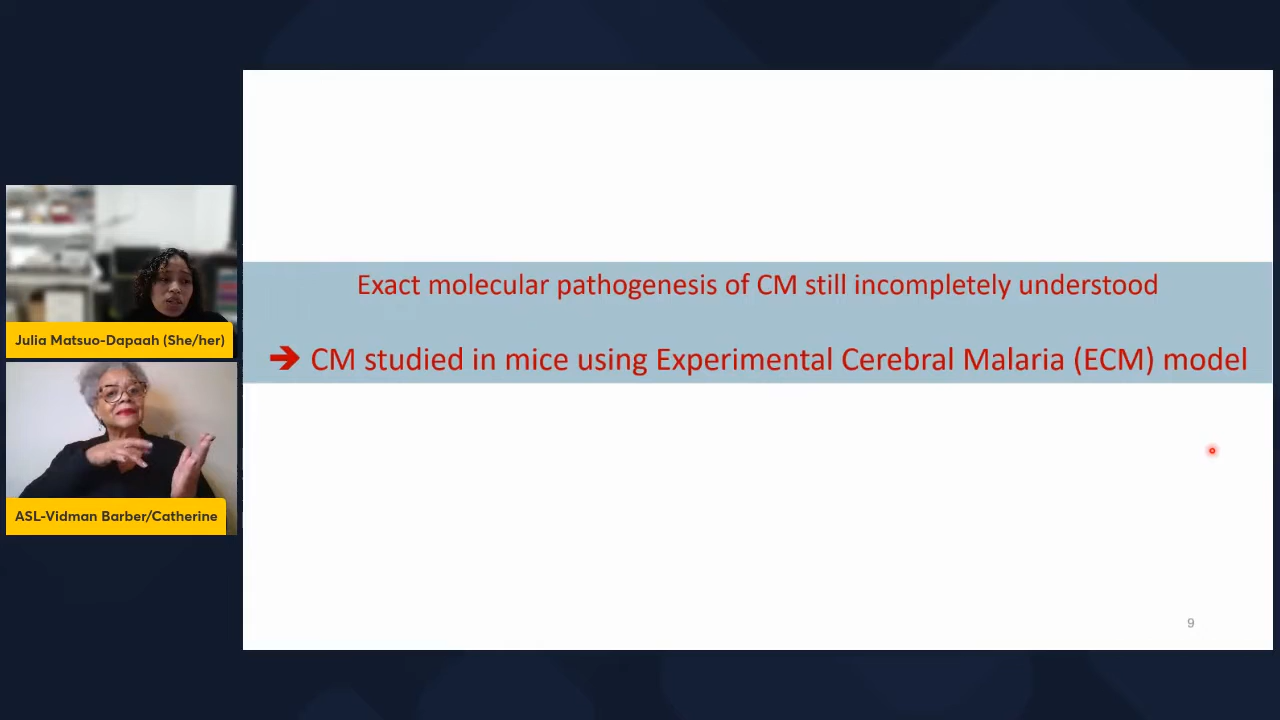 Exact molecular pathogenesis of CM still incompletely understood
➔ CM studied in mice using Experimental Cerebral Malaria (ECM) model
Julia Matsuo-Dapaah (She/her)
ASL-Vidman Barber/Catherine
9